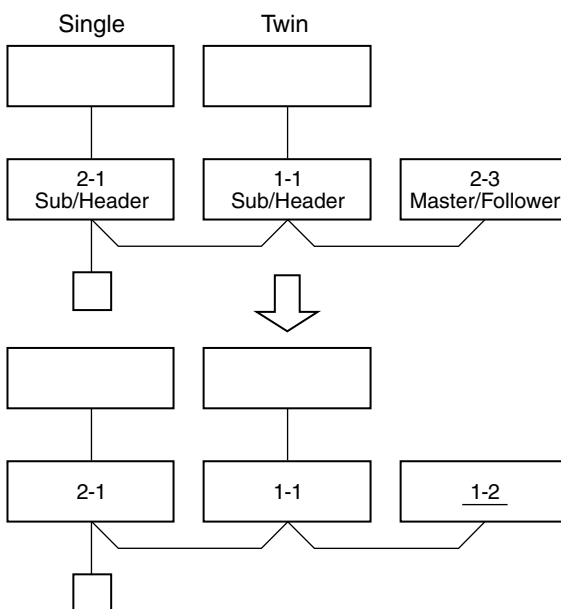 Single
Twin
2-1
Sub/Header
1-1
Sub/Header
2-3
Master/Follower
2-1
1-1
1-2